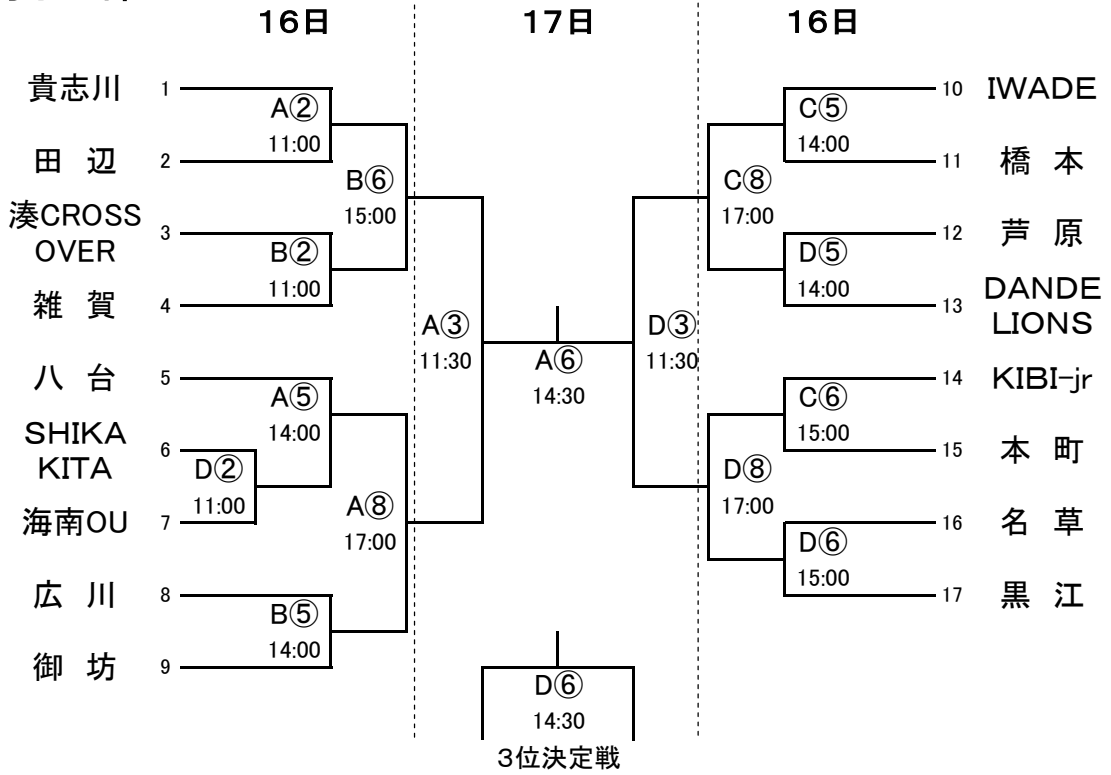 16日
17日
16日
貴志川 1
A②
11:00
田 辺 2
B⑥
15:00
湊CROSS
OVER 3
B②
11:00
雑 賀 4
A③
11:30
八 台 5
A⑤
14:00
SHIKA
KITA 6
D②
11:00
海南OU 7
A⑧
17:00
広 川 8
B⑤
14:00
御 坊 9
A⑥
14:30
D⑥
14:30
3位決定戦
10 IWADE
C⑤
14:00
11 橋 本
C⑧
17:00
12 芦 原
D⑤
14:00
13 DANDE
LIONS
D③
11:30
14 KIBI-jr
C⑥
15:00
15 本 町
D⑧
17:00
16 名 草
D⑥
15:00
17 黒 江